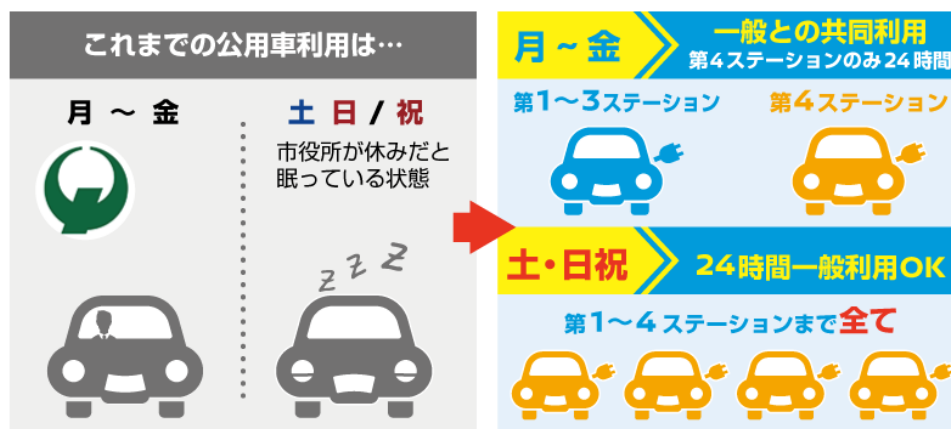 これまでの公用車利用は…
月 ~ 金
土 日 / 祝
市役所が休みだと
眠っている状態
z z z
月 ~ 金
一般との共同利用
第4ステーションのみ24時間
第1~3ステーション
第4ステーション
土・日祝
24時間一般利用OK
第1~4ステーションまで全て